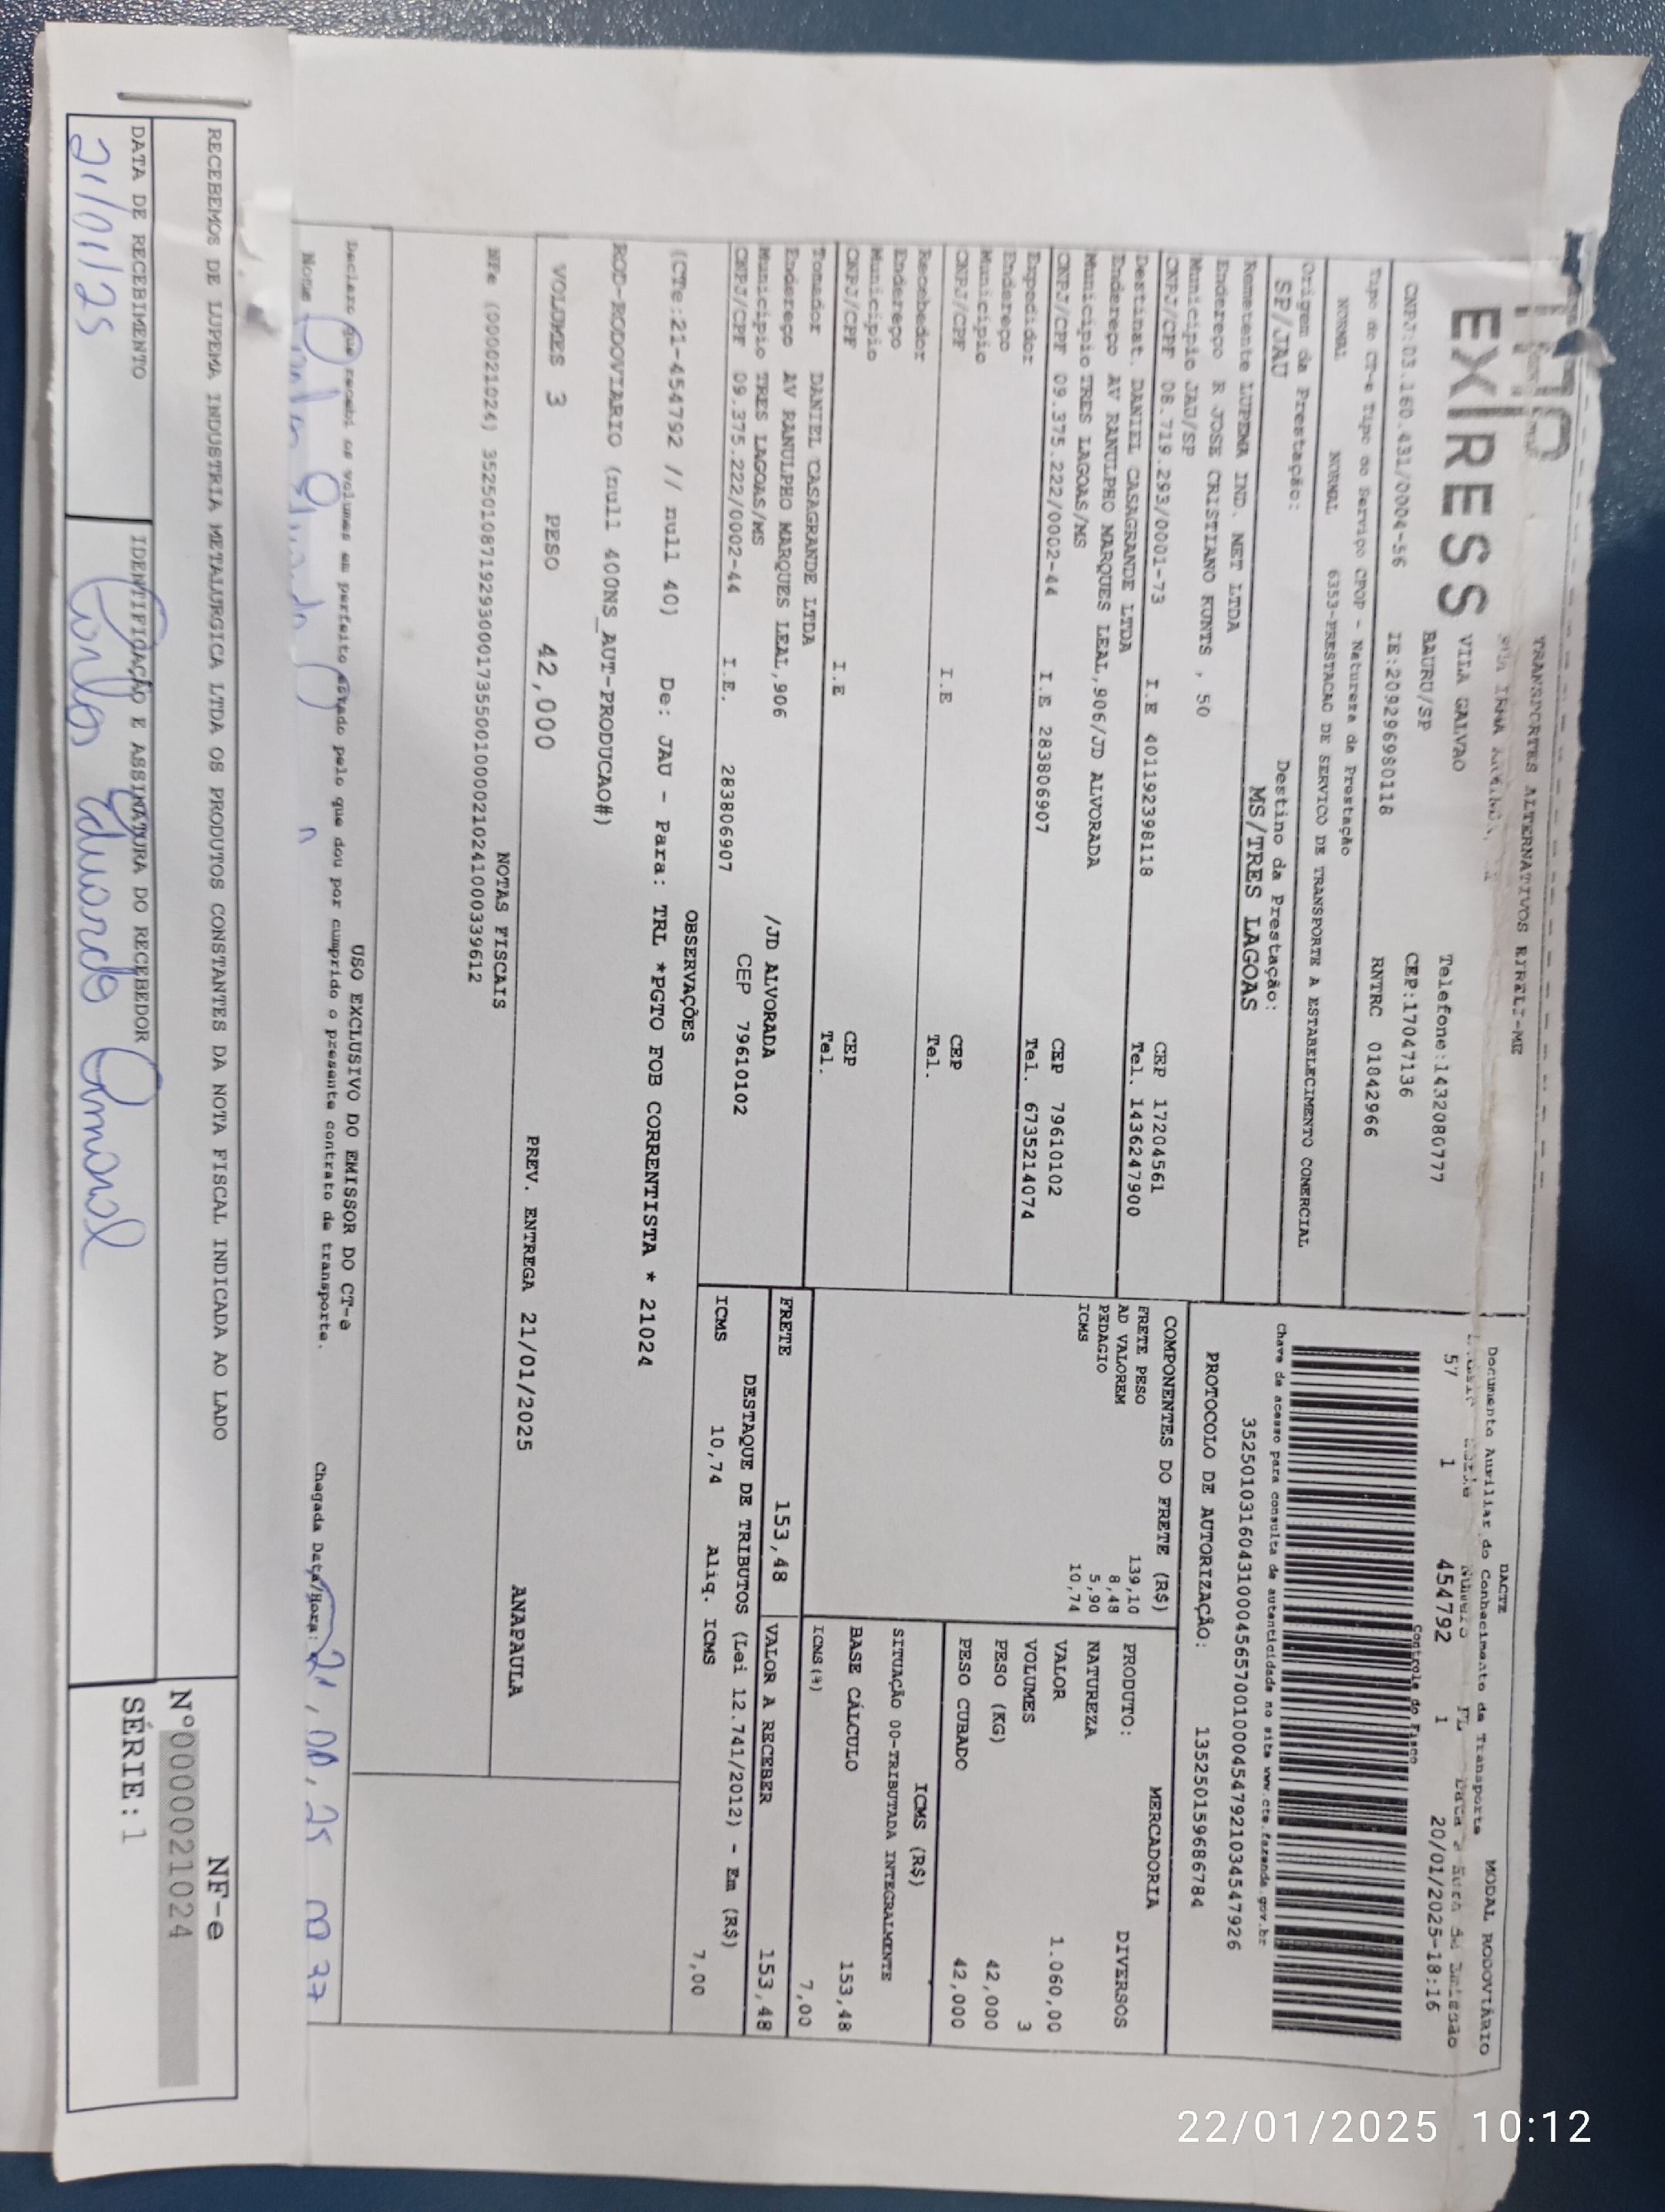 EXPRESS
TRANSPORTES ALTERNATIVOS EIRELI-ME
VILA GALVAO
Telefone:1432080777
BAURU/SP
CEP:17047136
CNPJ:03.160.431/0004-56 IE:209296980118
RNTRC 01842966
Tipo do CT-e Tipo do Serviço CFOP - Natureza da Prestação
NORMAL NORMAL 6353-PRESTACAO DE SERVICO DE TRANSPORTE A ESTABELECIMENTO COMERCIAL
Origem da Prestação: Destino da Prestação:
SP/JAU MS/TRES LAGOAS
Remetente LUPEMA IND. NET LTDA
Endereço R JOSE CRISTIANO KUNTS , 50
Município JAU/SP CEP 17204561
CNPJ/CPF 08.719.293/0001-73 I.E 401192398118 Tel. 1436247900
Destinat. DANIEL CASAGRANDE LTDA
Endereço AV RANULPHO MARQUES LEAL,906/JD ALVORADA
Município TRES LAGOAS/MS CEP 79610102
CNPJ/CPF 09.375.222/0002-44 I.E 283806907 Tel. 6735214074
Expedidor
Endereço
Município CEP
CNPJ/CPF I.E Tel.
Recebedor
Endereço
Município CEP
CNPJ/CPF I.E Tel.
Tomador DANIEL CASAGRANDE LTDA
Endereço AV RANULPHO MARQUES LEAL,906 /JD ALVORADA
Município TRES LAGOAS/MS CEP 79610102
CNPJ/CPF 09.375.222/0002-44 I.E. 283806907
DACTE
Documento Auxiliar do Conhecimento de Transporte
MODAL RODOVIÁRIO
Número FL Data e Hora de Emissão
57 1 454792 1 20/01/2025-18:16
Controle do Fisco
Chave de acesso para consulta de autenticidade no site www.cte.fazenda.gov.br
35250103160431000456570010004547921034547926
PROTOCOLO DE AUTORIZAÇÃO: 135250159686784
COMPONENTES DO FRETE (R$)
FRETE PESO 139,10
AD VALOREM 8,48
PEDAGIO 5,90
ICMS 10,74
MERCADORIA
PRODUTO: DIVERSOS
NATUREZA
VALOR 1.060,00
VOLUMES 3
PESO (KG) 42,000
PESO CUBADO 42,000
ICMS (R$)
SITUAÇÃO 00-TRIBUTADA INTEGRALMENTE
BASE CÁLCULO 153,48
ICMS(%) 7,00
FRETE 153,48 VALOR A RECEBER 153,48
DESTAQUE DE TRIBUTOS (Lei 12.741/2012) - Em (R$)
ICMS 10,74 Aliq. ICMS 7,00
OBSERVAÇÕES
(CTe:21-454792 // null 40) De: JAU - Para: TRL *PGTO FOB CORRENTISTA * 21024
ROD-RODOVIARIO (null 400NS_AUT-PRODUCAO#)
VOLUMES 3 PESO 42,000 PREV. ENTREGA 21/01/2025 ANAPAULA
NOTAS FISCAIS
NFe (000021024) 35250108719293000173550010000210241000339612
USO EXCLUSIVO DO EMISSOR DO CT-e
Declaro que recebi os volumes em perfeito estado pelo que dou por cumprido o presente contrato de transporte.
Nome Chegada Data/Hora: 21,01,25
RECEBEMOS DE LUPEMA INDUSTRIA METALURGICA LTDA OS PRODUTOS CONSTANTES DA NOTA FISCAL INDICADA AO LADO
DATA DE RECEBIMENTO IDENTIFICAÇÃO E ASSINATURA DO RECEBEDOR
21/01/25 Carlos Eduardo
NF-e
Nº000021024
SÉRIE:1
22/01/2025 10:12